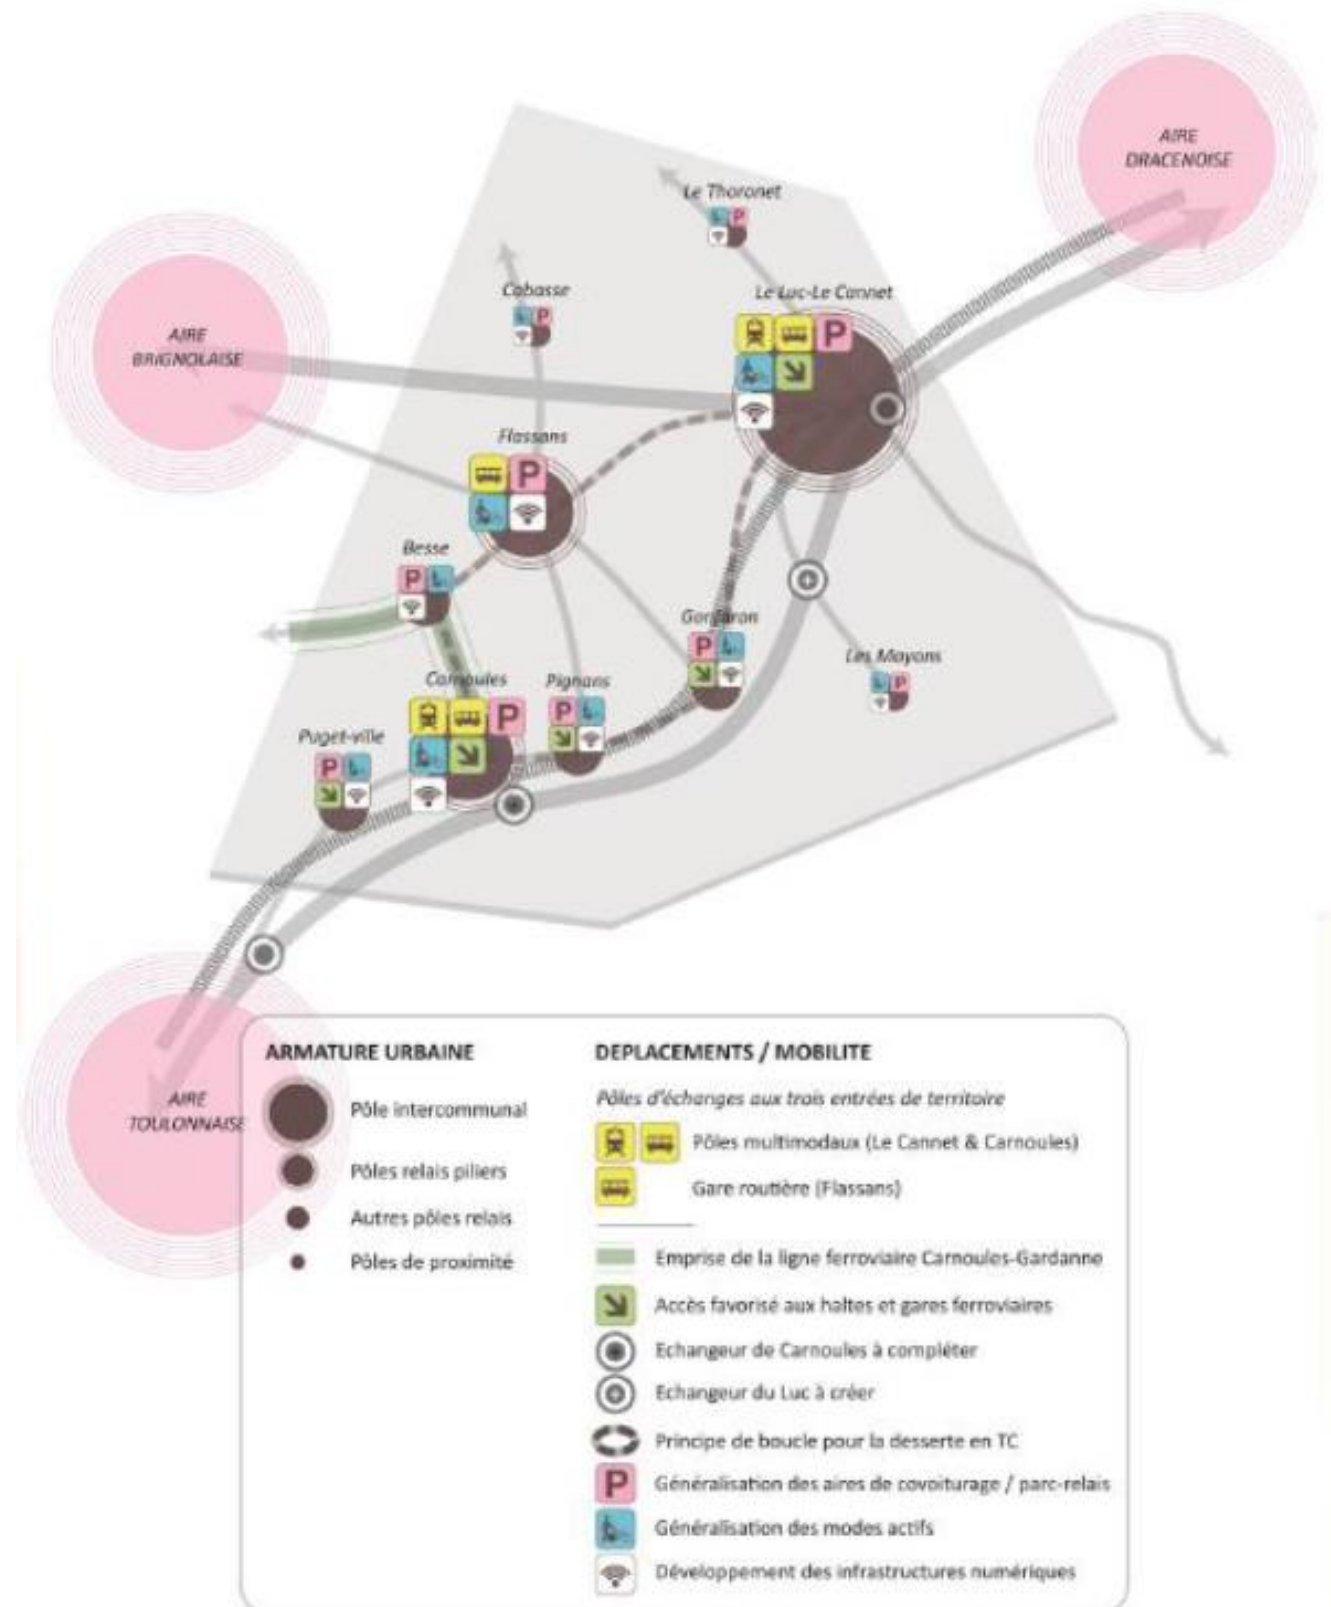 AIRE
DRACENOISE
Le Thoronet
Cabasse
Le Luc-Le Cannet
P
AIRE
BRIGNOLAISE
Flassans
P
Besse
P
Gonfaron
P
Les Mayons
P
Carnoules
P
Pignans
P
Puget-ville
P
AIRE
TOULONNAISE
ARMATURE URBAINE
Pôle intercommunal
Pôles relais piliers
Autres pôles relais
Pôles de proximité
DEPLACEMENTS / MOBILITE
Pôles d'échanges aux trois entrées de territoire
Pôles multimodaux (Le Cannet & Carnoules)
Gare routière (Flassans)
Emprise de la ligne ferroviaire Carnoules-Gardanne
Accès favorisé aux haltes et gares ferroviaires
Echangeur de Carnoules à compléter
Echangeur du Luc à créer
Principe de boucle pour la desserte en TC
P Généralisation des aires de covoiturage / parc-relais
Généralisation des modes actifs
Développement des infrastructures numériques